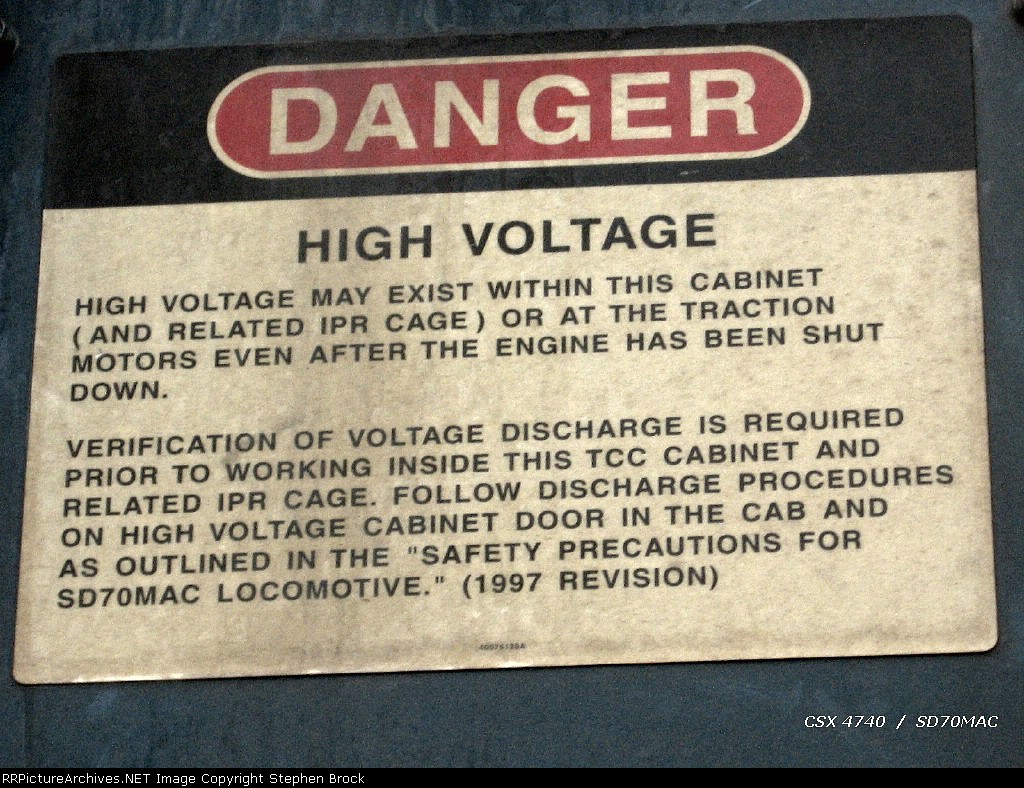 DANGER
HIGH VOLTAGE
HIGH VOLTAGE MAY EXIST WITHIN THIS CABINET
(AND RELATED IPR CAGE) OR AT THE TRACTION
MOTORS EVEN AFTER THE ENGINE HAS BEEN SHUT
DOWN.
VERIFICATION OF VOLTAGE DISCHARGE IS REQUIRED
PRIOR TO WORKING INSIDE THIS TCC CABINET AND
RELATED IPR CAGE. FOLLOW DISCHARGE PROCEDURES
ON HIGH VOLTAGE CABINET DOOR IN THE CAB AND
AS OUTLINED IN THE "SAFETY PRECAUTIONS FOR
SD70MAC LOCOMOTIVE." (1997 REVISION)
CSX 4740 / SD70MAC
RRPictureArchives.NET Image Copyright Stephen Brock